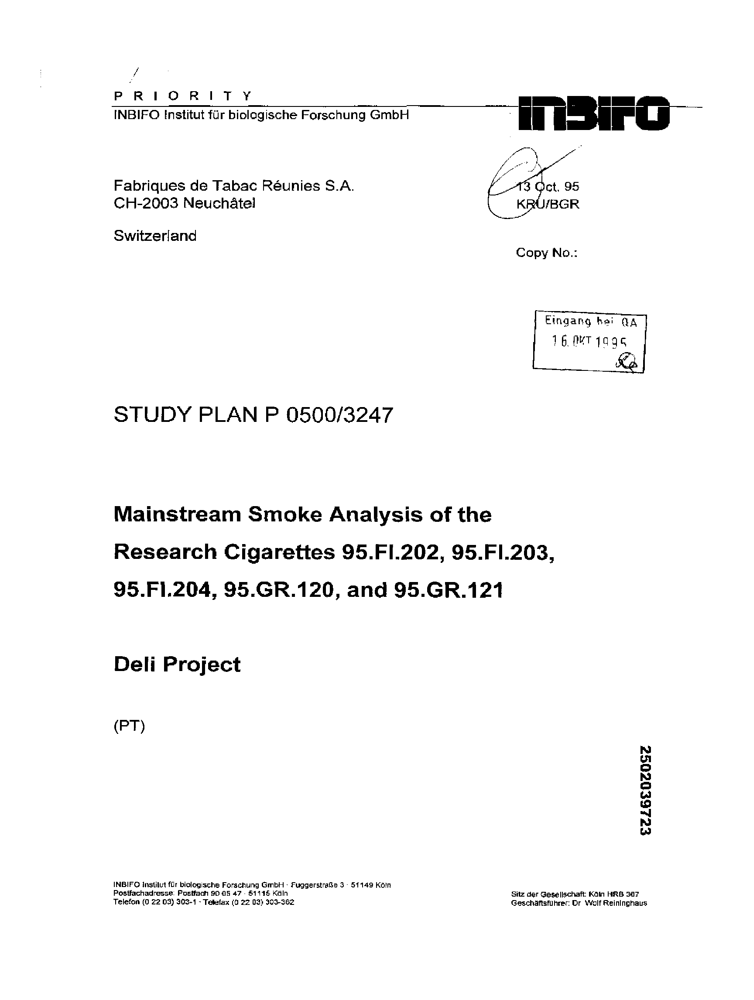 P R I O R I T Y
INBIFO Institut für biologische Forschung GmbH
INBIFO
Fabriques de Tabac Réunies S.A.
CH-2003 Neuchâtel
Switzerland
13 Oct. 95
KRÜ/BGR
Copy No.:
Eingang bei QA
16. OKT 1995
STUDY PLAN P 0500/3247
Mainstream Smoke Analysis of the
Research Cigarettes 95.FI.202, 95.FI.203,
95.FI.204, 95.GR.120, and 95.GR.121
Deli Project
(PT)
2502039723
INBIFO Institut für biologische Forschung GmbH · Fuggerstraße 3 · 51149 Köln
Postfachadresse: Postfach 90 05 47 · 51115 Köln
Telefon (0 22 03) 303-1 · Telefax (0 22 03) 303-362
Sitz der Gesellschaft: Köln HRB 367
Geschäftsführer: Dr. Wolf Reininghaus